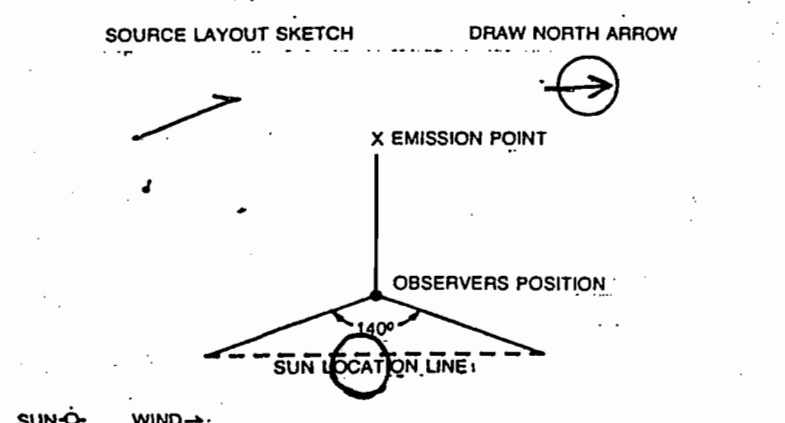 SOURCE LAYOUT SKETCH DRAW NORTH ARROW
X EMISSION POINT
OBSERVERS POSITION
140°
SUN LOCATION LINE
SUN WIND